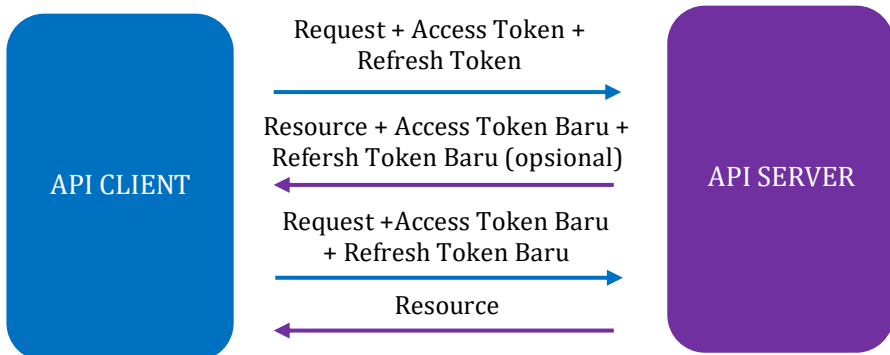 API CLIENT
Request + Access Token +
Refresh Token
Resource + Access Token Baru +
Refersh Token Baru (opsional)
Request +Access Token Baru
+ Refresh Token Baru
Resource
API SERVER